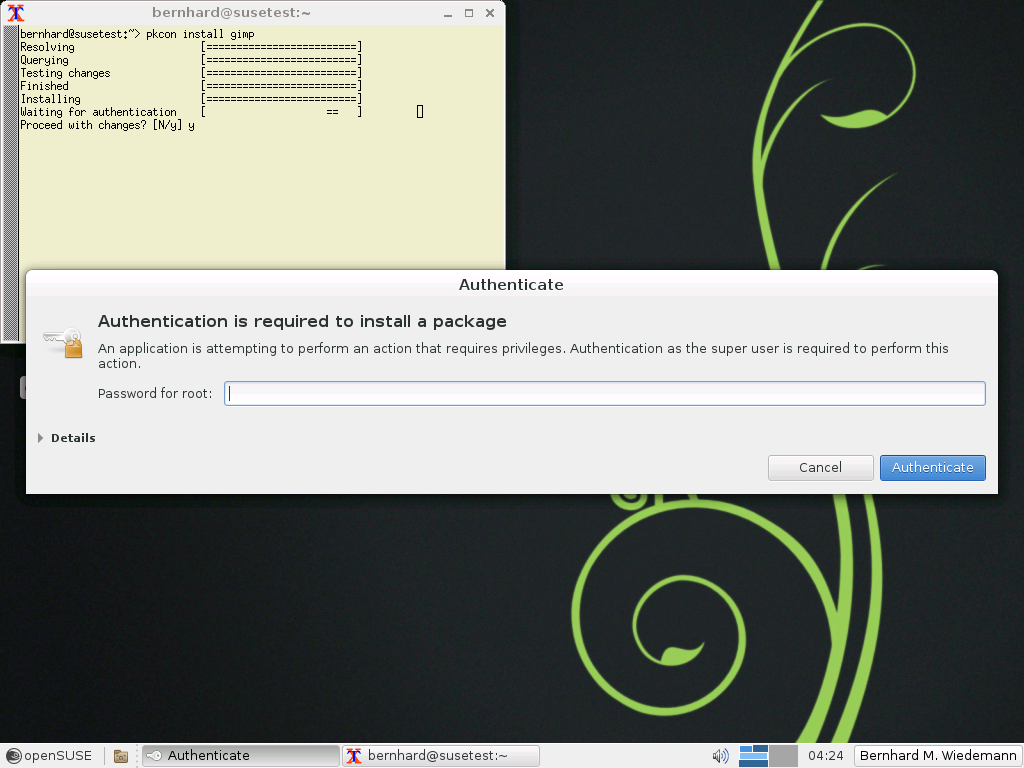 bernhard@susetest:~
bernhard@susetest:~> pkcon install gimp
Resolving [=========================]
Querying [=========================]
Testing changes [=========================]
Finished [=========================]
Installing [=========================]
Waiting for authentication [ == ]
Proceed with changes? [N/y] y
Authenticate
Authentication is required to install a package
An application is attempting to perform an action that requires privileges. Authentication as the super user is required to perform this
action.
Password for root:
Details
Cancel Authenticate
openSUSE Authenticate bernhard@susetest:~ 04:24 Bernhard M. Wiedemann